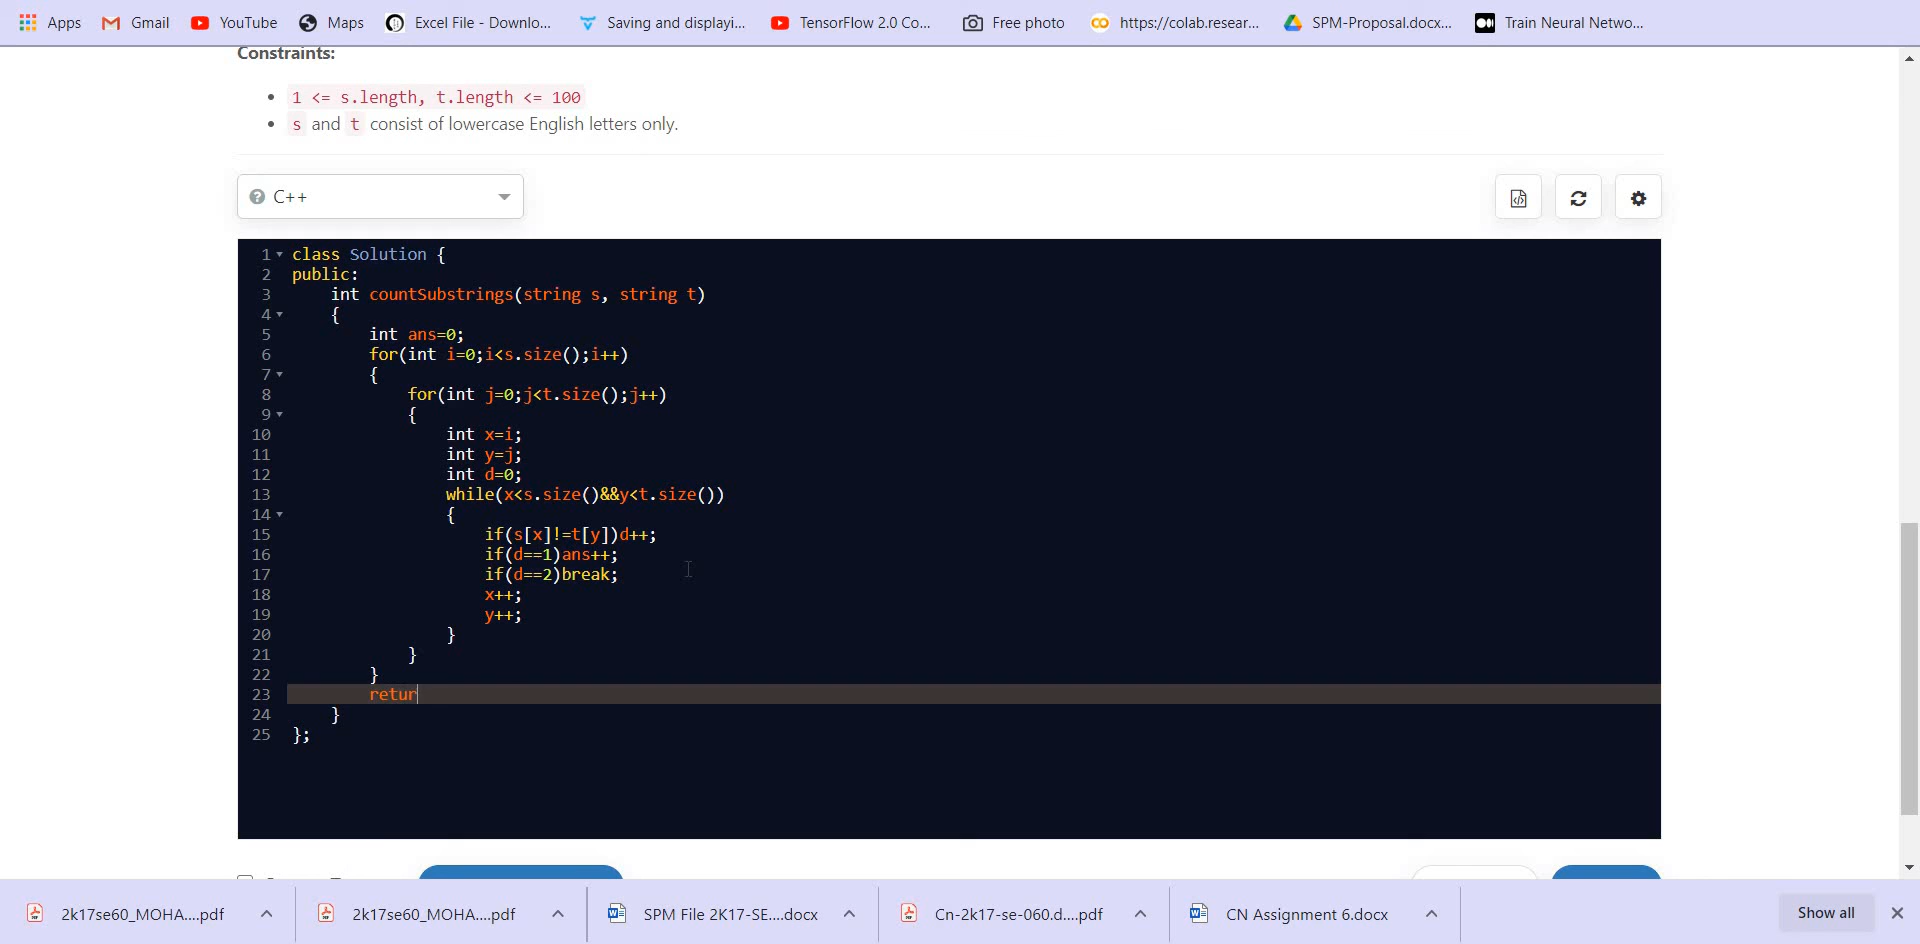 Apps Gmail YouTube Maps Excel File - Downlo... Saving and displayi... TensorFlow 2.0 Co... Free photo https://colab.resear... SPM-Proposal.docx... Train Neural Netwo...
Constraints:
1 <= s.length, t.length <= 100
s and t consist of lowercase English letters only.
C++
1 class Solution {
2 public:
3 int countSubstrings(string s, string t)
4 {
5 int ans=0;
6 for(int i=0;i<s.size();i++)
7 {
8 for(int j=0;j<t.size();j++)
9 {
10 int x=i;
11 int y=j;
12 int d=0;
13 while(x<s.size()&&y<t.size())
14 {
15 if(s[x]!=t[y])d++;
16 if(d==1)ans++;
17 if(d==2)break;
18 x++;
19 y++;
20 }
21 }
22 }
23 retur
24 }
25 };
2k17se60_MOHA....pdf 2k17se60_MOHA....pdf SPM File 2K17-SE....docx Cn-2k17-se-060.d....pdf CN Assignment 6.docx Show all